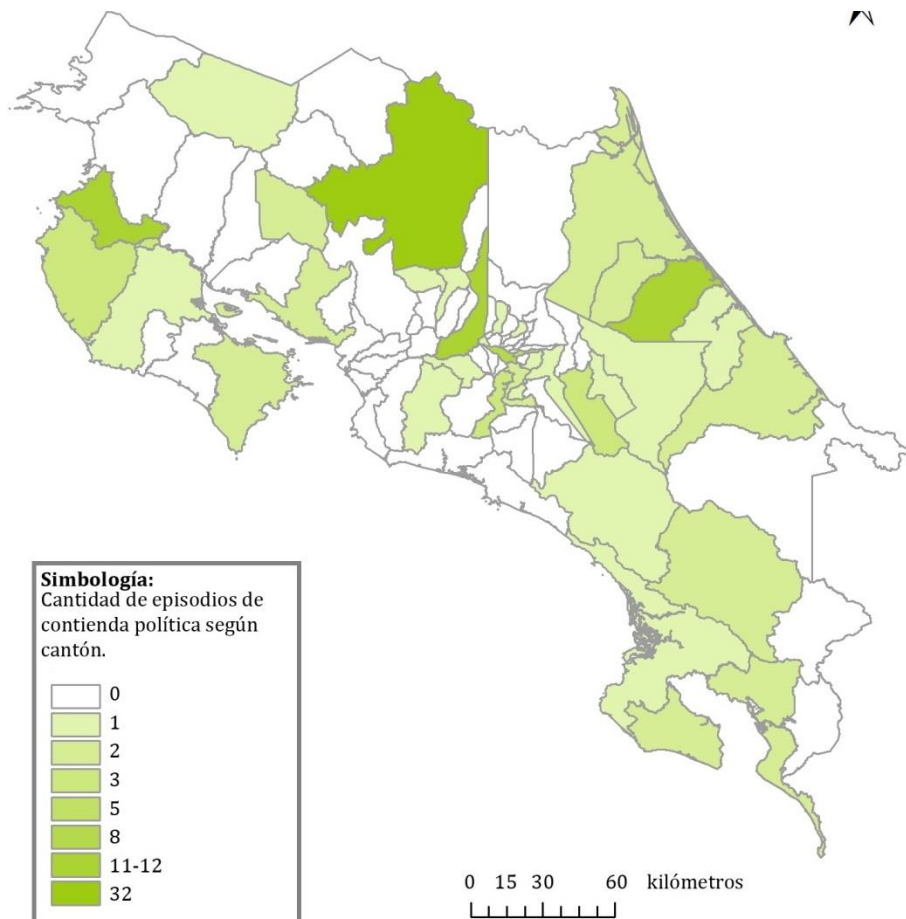 Simbología:
Cantidad de episodios de
contienda política según
cantón.
0
1
2
3
5
8
11-12
32
0 15 30 60 kilómetros